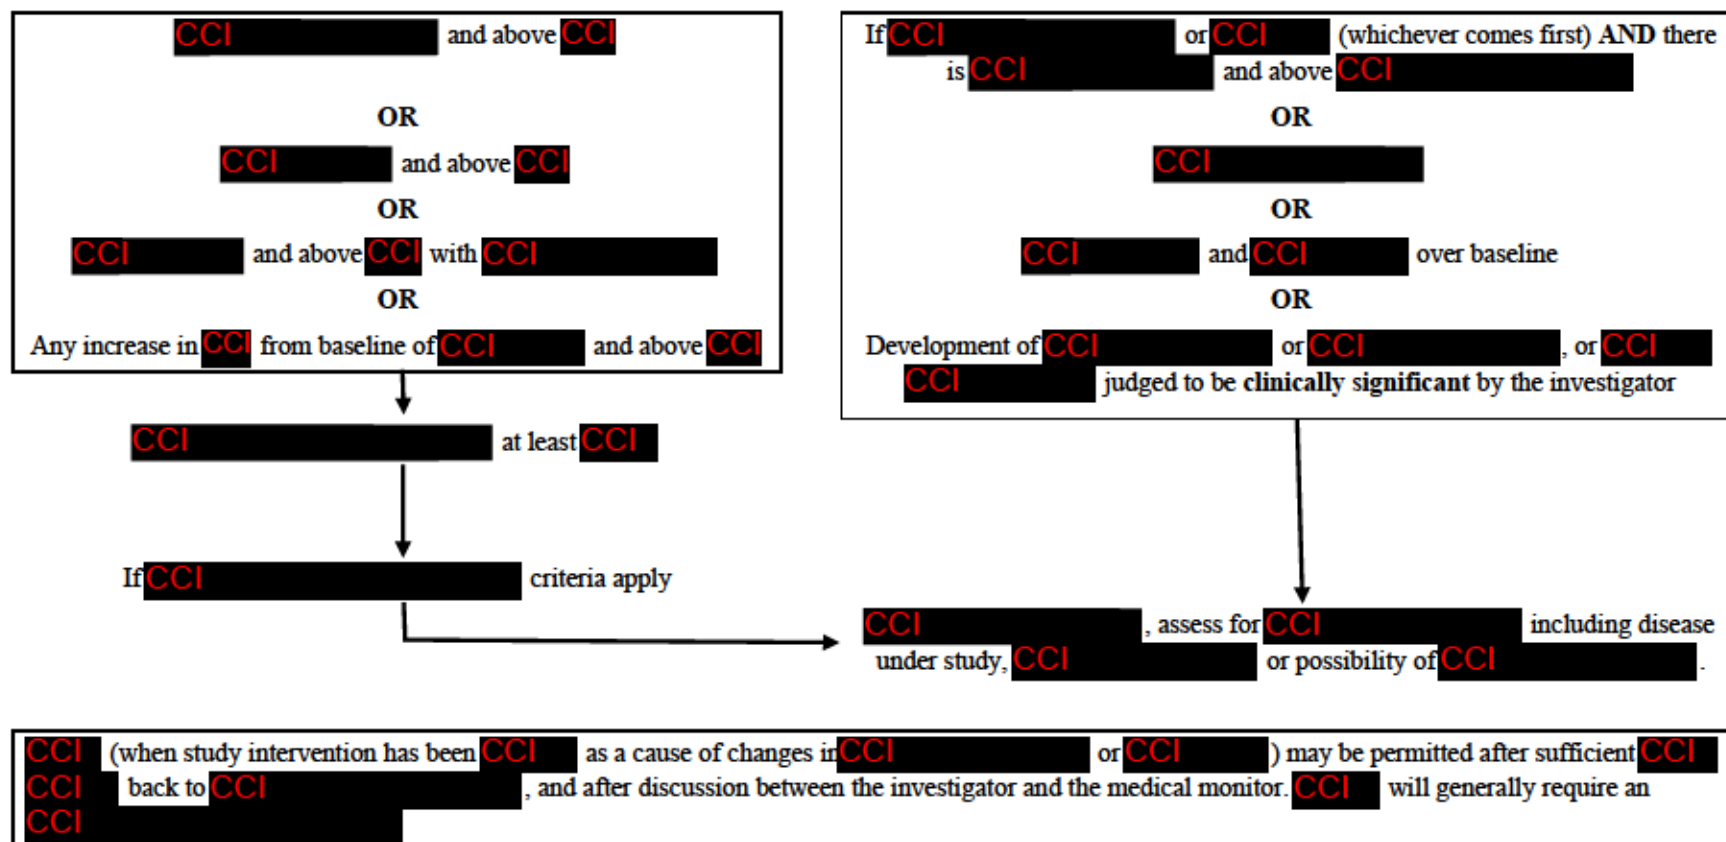 CCI and above CCI
OR
CCI and above CCI
OR
CCI and above CCI with CCI
OR
Any increase in CCI from baseline of CCI and above CCI
CCI at least CCI
If CCI criteria apply
If CCI or CCI (whichever comes first) AND there
is CCI and above CCI
OR
CCI
OR
CCI and CCI over baseline
OR
Development of CCI or CCI , or CCI
CCI judged to be clinically significant by the investigator
CCI , assess for CCI including disease
under study, CCI or possibility of CCI .
CCI (when study intervention has been CCI as a cause of changes in CCI or CCI ) may be permitted after sufficient CCI
CCI back to CCI , and after discussion between the investigator and the medical monitor. CCI will generally require an
CCI